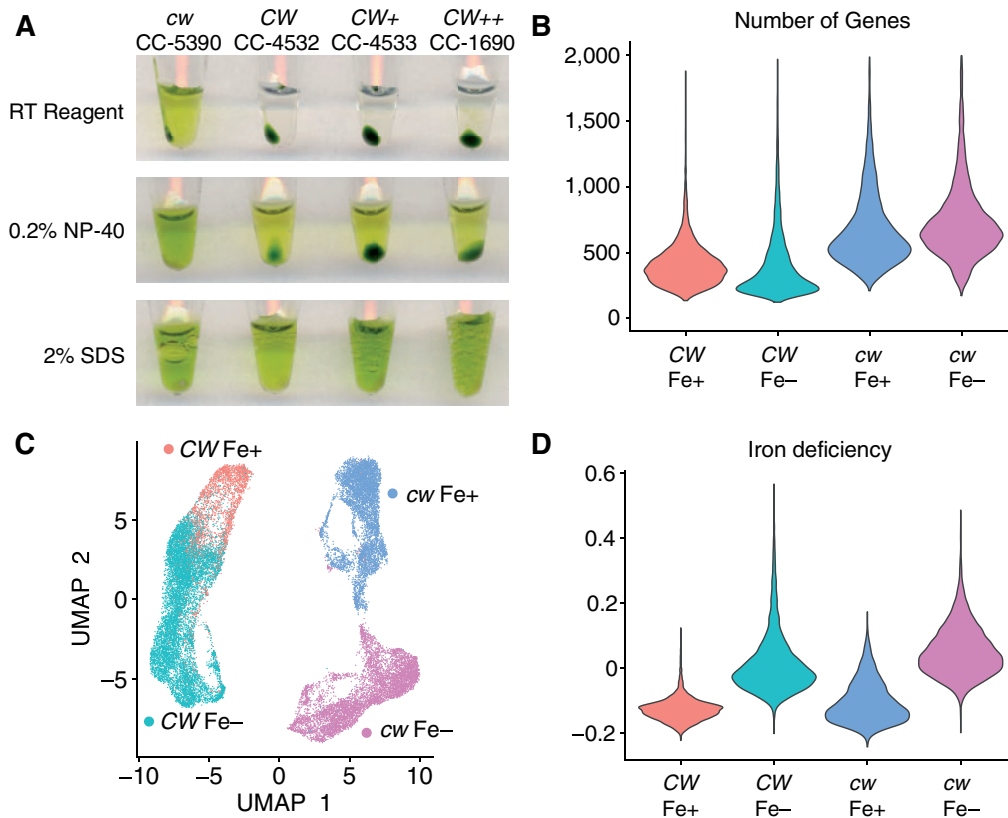 A
cw CW CW+ CW++
CC-5390 CC-4532 CC-4533 CC-1690
RT Reagent
0.2% NP-40
2% SDS
B
Number of Genes
2,000
1,500
1,000
500
0
CW CW cw cw
Fe+ Fe– Fe+ Fe–
C
CW Fe+
cw Fe+
CW Fe–
cw Fe–
5
0
–5
UMAP 2
–10 –5 0 5 10
UMAP 1
D
Iron deficiency
0.6
0.4
0.2
0
–0.2
CW CW cw cw
Fe+ Fe– Fe+ Fe–